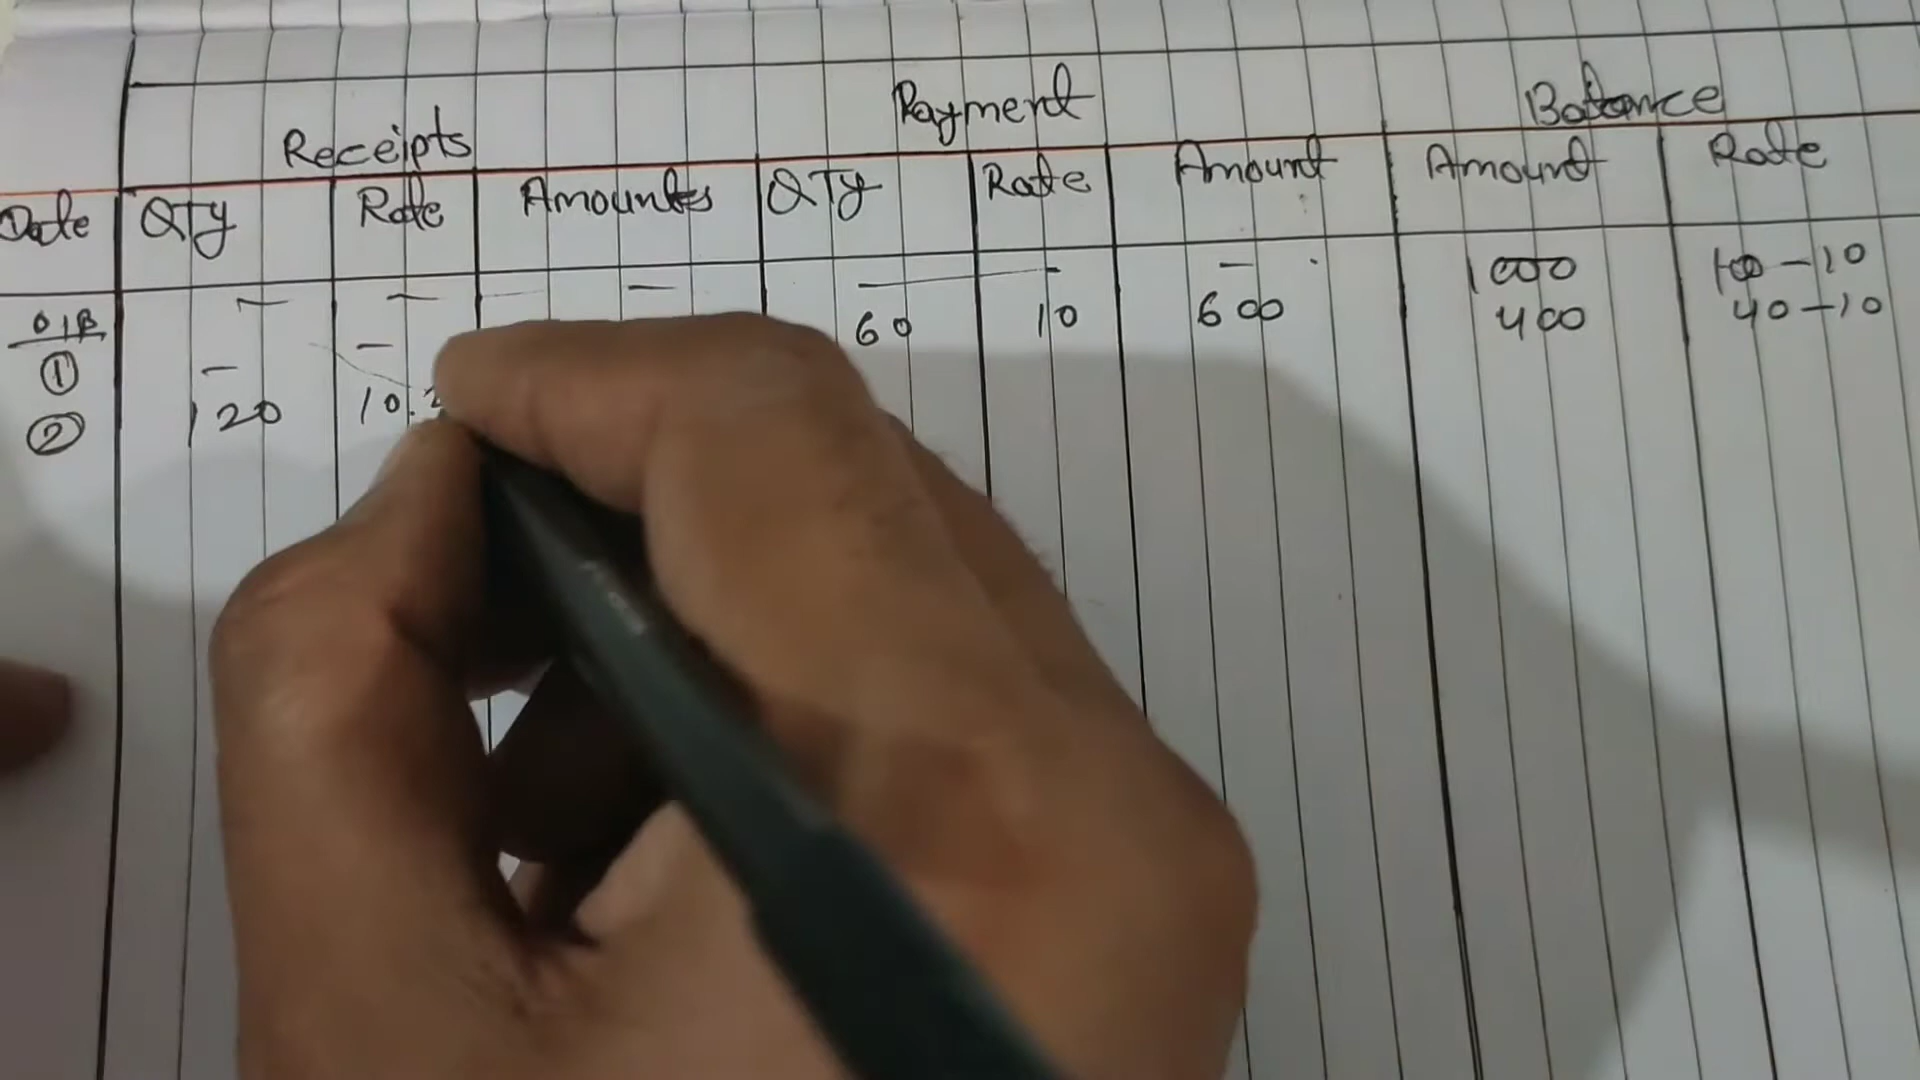 Receipts Payment Balance
Date QTY Rate Amounts QTY Rate Amount Amount Rate
O/B — — — — — — 1000 100 - 10
① — — 60 10 600 400 40 - 10
② 120 10.2